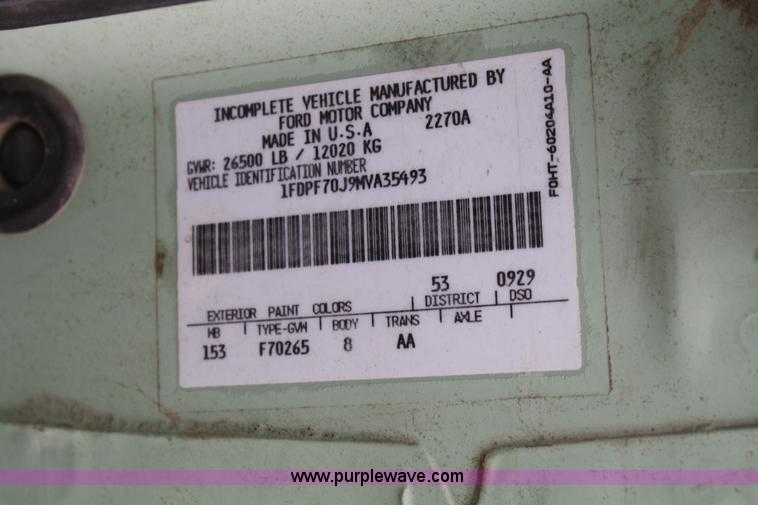 INCOMPLETE VEHICLE MANUFACTURED BY
FORD MOTOR COMPANY
MADE IN U.S.A 2270A
GVWR: 26500 LB / 12020 KG
VEHICLE IDENTIFICATION NUMBER
1FDPF70J9MVA35493
F0HT-60204A10-AA
53 0929
EXTERIOR PAINT COLORS DISTRICT DSO
WB TYPE-GVW BODY TRANS AXLE
153 F70265 8 AA
www.purplewave.com